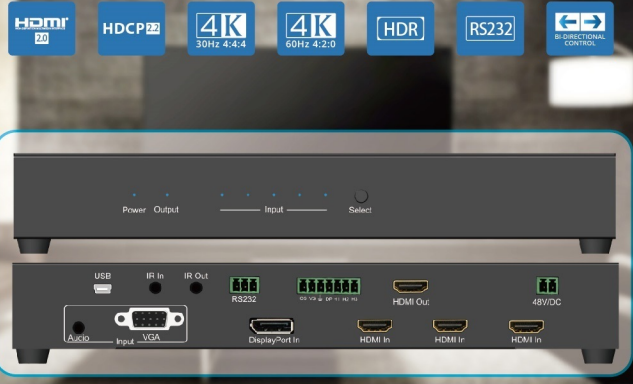 HDMI
2.0
HDCP 2.2
4K
30Hz 4:4:4
4K
60Hz 4:2:0
HDR
RS232
BI-DIRECTIONAL
CONTROL
Power Output Input Select
USB IR In IR Out
RS232
HDMI Out
48V/DC
Audio Input VGA
DisplayPort In
HDMI In
HDMI In
HDMI In